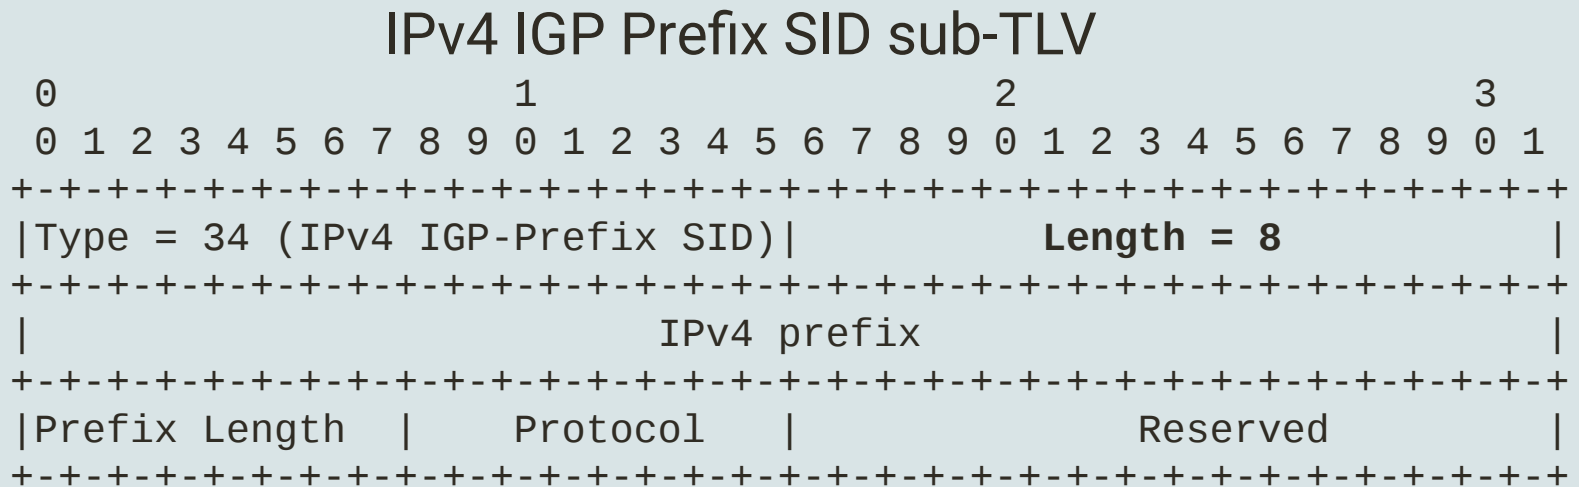 IPv4 IGP Prefix SID sub-TLV
 0                   1                   2                   3
 0 1 2 3 4 5 6 7 8 9 0 1 2 3 4 5 6 7 8 9 0 1 2 3 4 5 6 7 8 9 0 1
+-+-+-+-+-+-+-+-+-+-+-+-+-+-+-+-+-+-+-+-+-+-+-+-+-+-+-+-+-+-+-+-+
|Type = 34 (IPv4 IGP-Prefix SID)|          Length = 8           |
+-+-+-+-+-+-+-+-+-+-+-+-+-+-+-+-+-+-+-+-+-+-+-+-+-+-+-+-+-+-+-+-+
|                          IPv4 prefix                          |
+-+-+-+-+-+-+-+-+-+-+-+-+-+-+-+-+-+-+-+-+-+-+-+-+-+-+-+-+-+-+-+-+
|Prefix Length  |    Protocol   |              Reserved         |
+-+-+-+-+-+-+-+-+-+-+-+-+-+-+-+-+-+-+-+-+-+-+-+-+-+-+-+-+-+-+-+-+